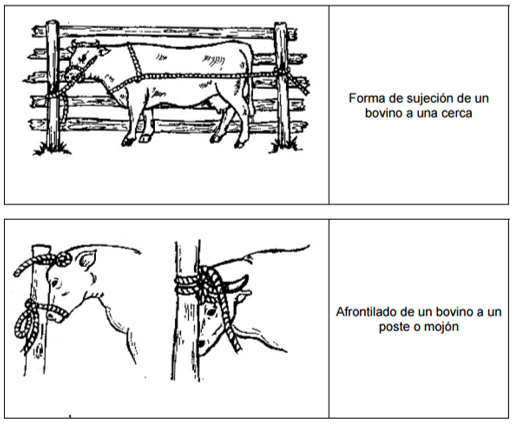 Forma de sujeción de un
bovino a una cerca
Afrontilado de un bovino a un
poste o mojón